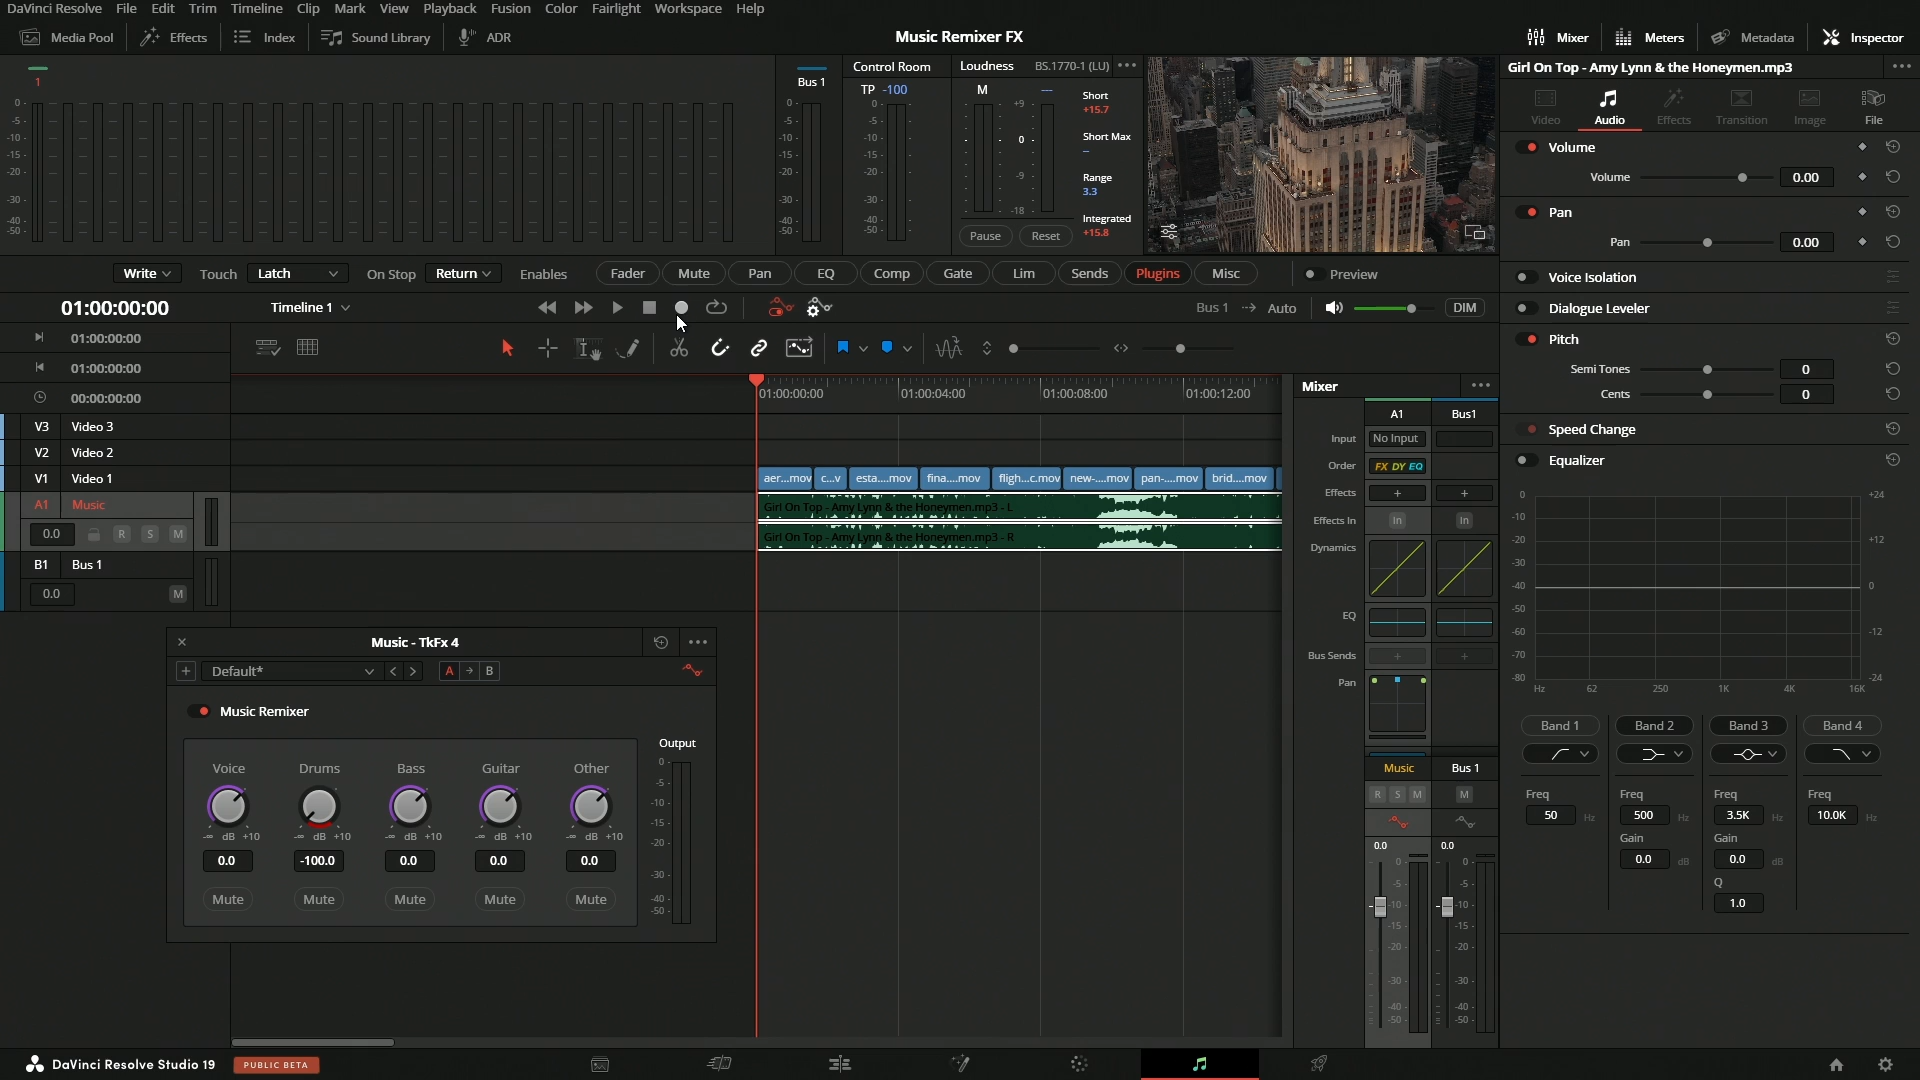 DaVinci Resolve File Edit Trim Timeline Clip Mark View Playback Fusion Color Fairlight Workspace Help
Media Pool Effects Index Sound Library ADR
Music Remixer FX
Mixer Meters Metadata Inspector
1
0 -5 -10 -15 -20 -30 -40 -50
Bus 1
0 -5 -10 -15 -20 -30 -40 -50
Control Room
TP -100
0 -5 -10 -15 -20 -30 -40 -50
Loudness BS.1770-1 (LU)
M
+9 0 -9 -18
Short
+15.7
Short Max
Range
3.3
Integrated
+15.8
Pause Reset
Girl On Top - Amy Lynn & the Honeymen.mp3
Video Audio Effects Transition Image File
Volume
Volume 0.00
Pan
Pan 0.00
Voice Isolation
Dialogue Leveler
Pitch
Semi Tones 0
Cents 0
Speed Change
Equalizer
0 -10 -20 -30 -40 -50 -60 -70 -80
+24 +12 0 -12 -24
Hz 62 250 1K 4K 16K
Band 1 Band 2 Band 3 Band 4
Freq Freq Freq Freq
50 Hz 500 Hz 3.5K Hz 10.0K Hz
Gain Gain
0.0 dB 0.0 dB
Q
1.0
Write Touch Latch On Stop Return Enables Fader Mute Pan EQ Comp Gate Lim Sends Plugins Misc Preview
01:00:00:00 Timeline 1 Bus 1 Auto DIM
01:00:00:00
01:00:00:00
00:00:00:00
01:00:00:00 01:00:04:00 01:00:08:00 01:00:12:00
V3 Video 3
V2 Video 2
V1 Video 1
aer...mov c...v esta....mov fina....mov fligh...c.mov new-....mov pan-....mov brid....mov
A1 Music
0.0 R S M
Girl On Top - Amy Lynn & the Honeymen.mp3 - L
Girl On Top - Amy Lynn & the Honeymen.mp3 - R
B1 Bus 1
0.0 M
Music - TkFx 4
Default* A B
Music Remixer
Output
Voice Drums Bass Guitar Other
-∞ dB +10 -∞ dB +10 -∞ dB +10 -∞ dB +10 -∞ dB +10
0.0 -100.0 0.0 0.0 0.0
Mute Mute Mute Mute Mute
0 -5 -10 -15 -20 -30 -40 -50
Mixer
A1 Bus1
Input No Input
Order FX DY EQ
Effects
Effects In In In
Dynamics
EQ
Bus Sends
Pan
Music Bus 1
R S M M
0.0 0.0
0 -5 -10 -15 -20 -30 -40 -50
0 -5 -10 -15 -20 -30 -40 -50
DaVinci Resolve Studio 19 PUBLIC BETA